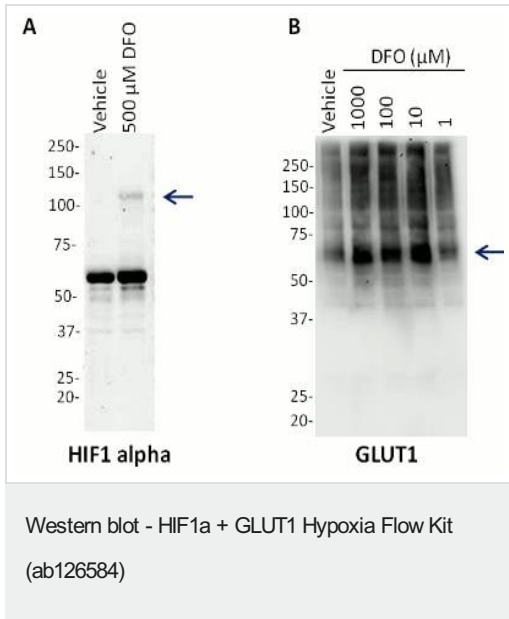 A
Vehicle
500 µM DFO
250-
150-
100-
75-
50-
37-
25-
20-
HIF1 alpha
B
DFO (µM)
Vehicle
1000
100
10
1
250-
150-
100-
75-
50-
37-
25-
20-
GLUT1
Western blot - HIF1a + GLUT1 Hypoxia Flow Kit
(ab126584)